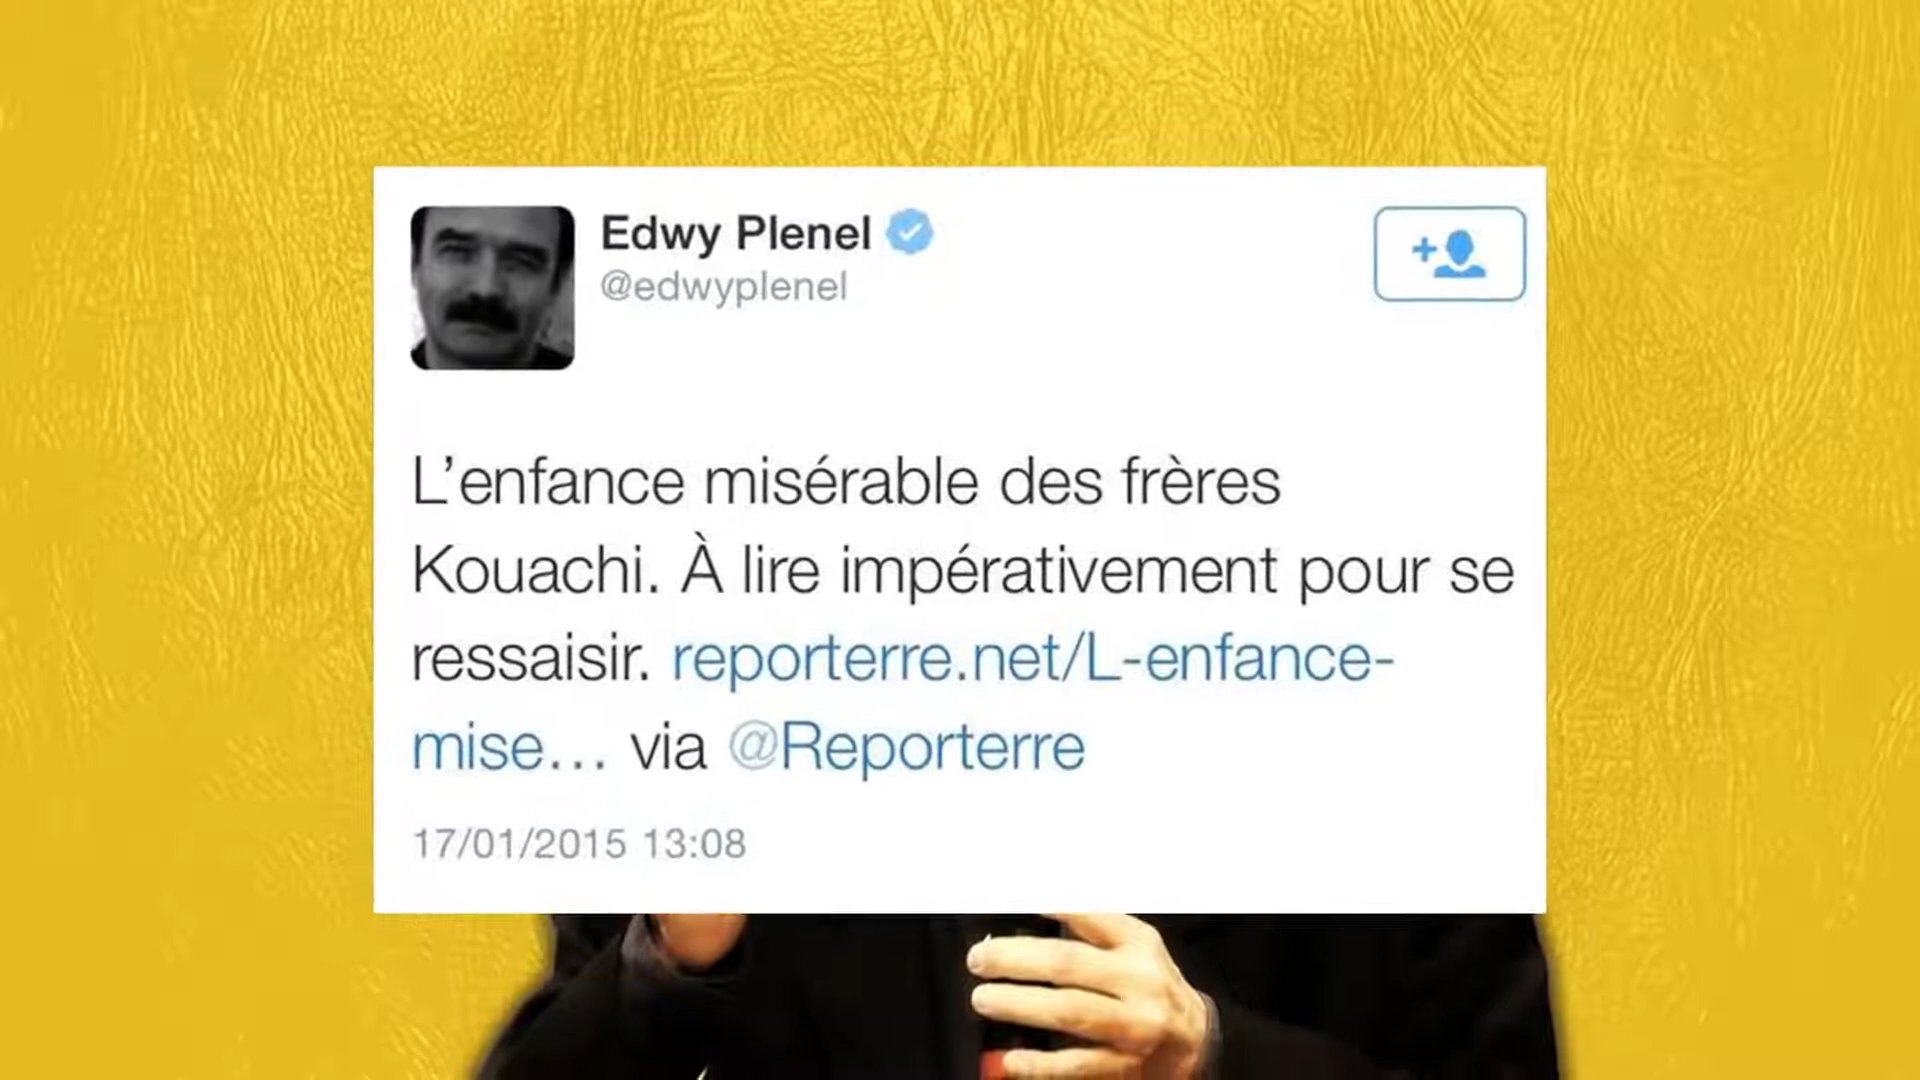 Edwy Plenel
@edwyplenel
L’enfance misérable des frères
Kouachi. À lire impérativement pour se
ressaisir. reporterre.net/L-enfance-
mise... via @Reporterre
17/01/2015 13:08